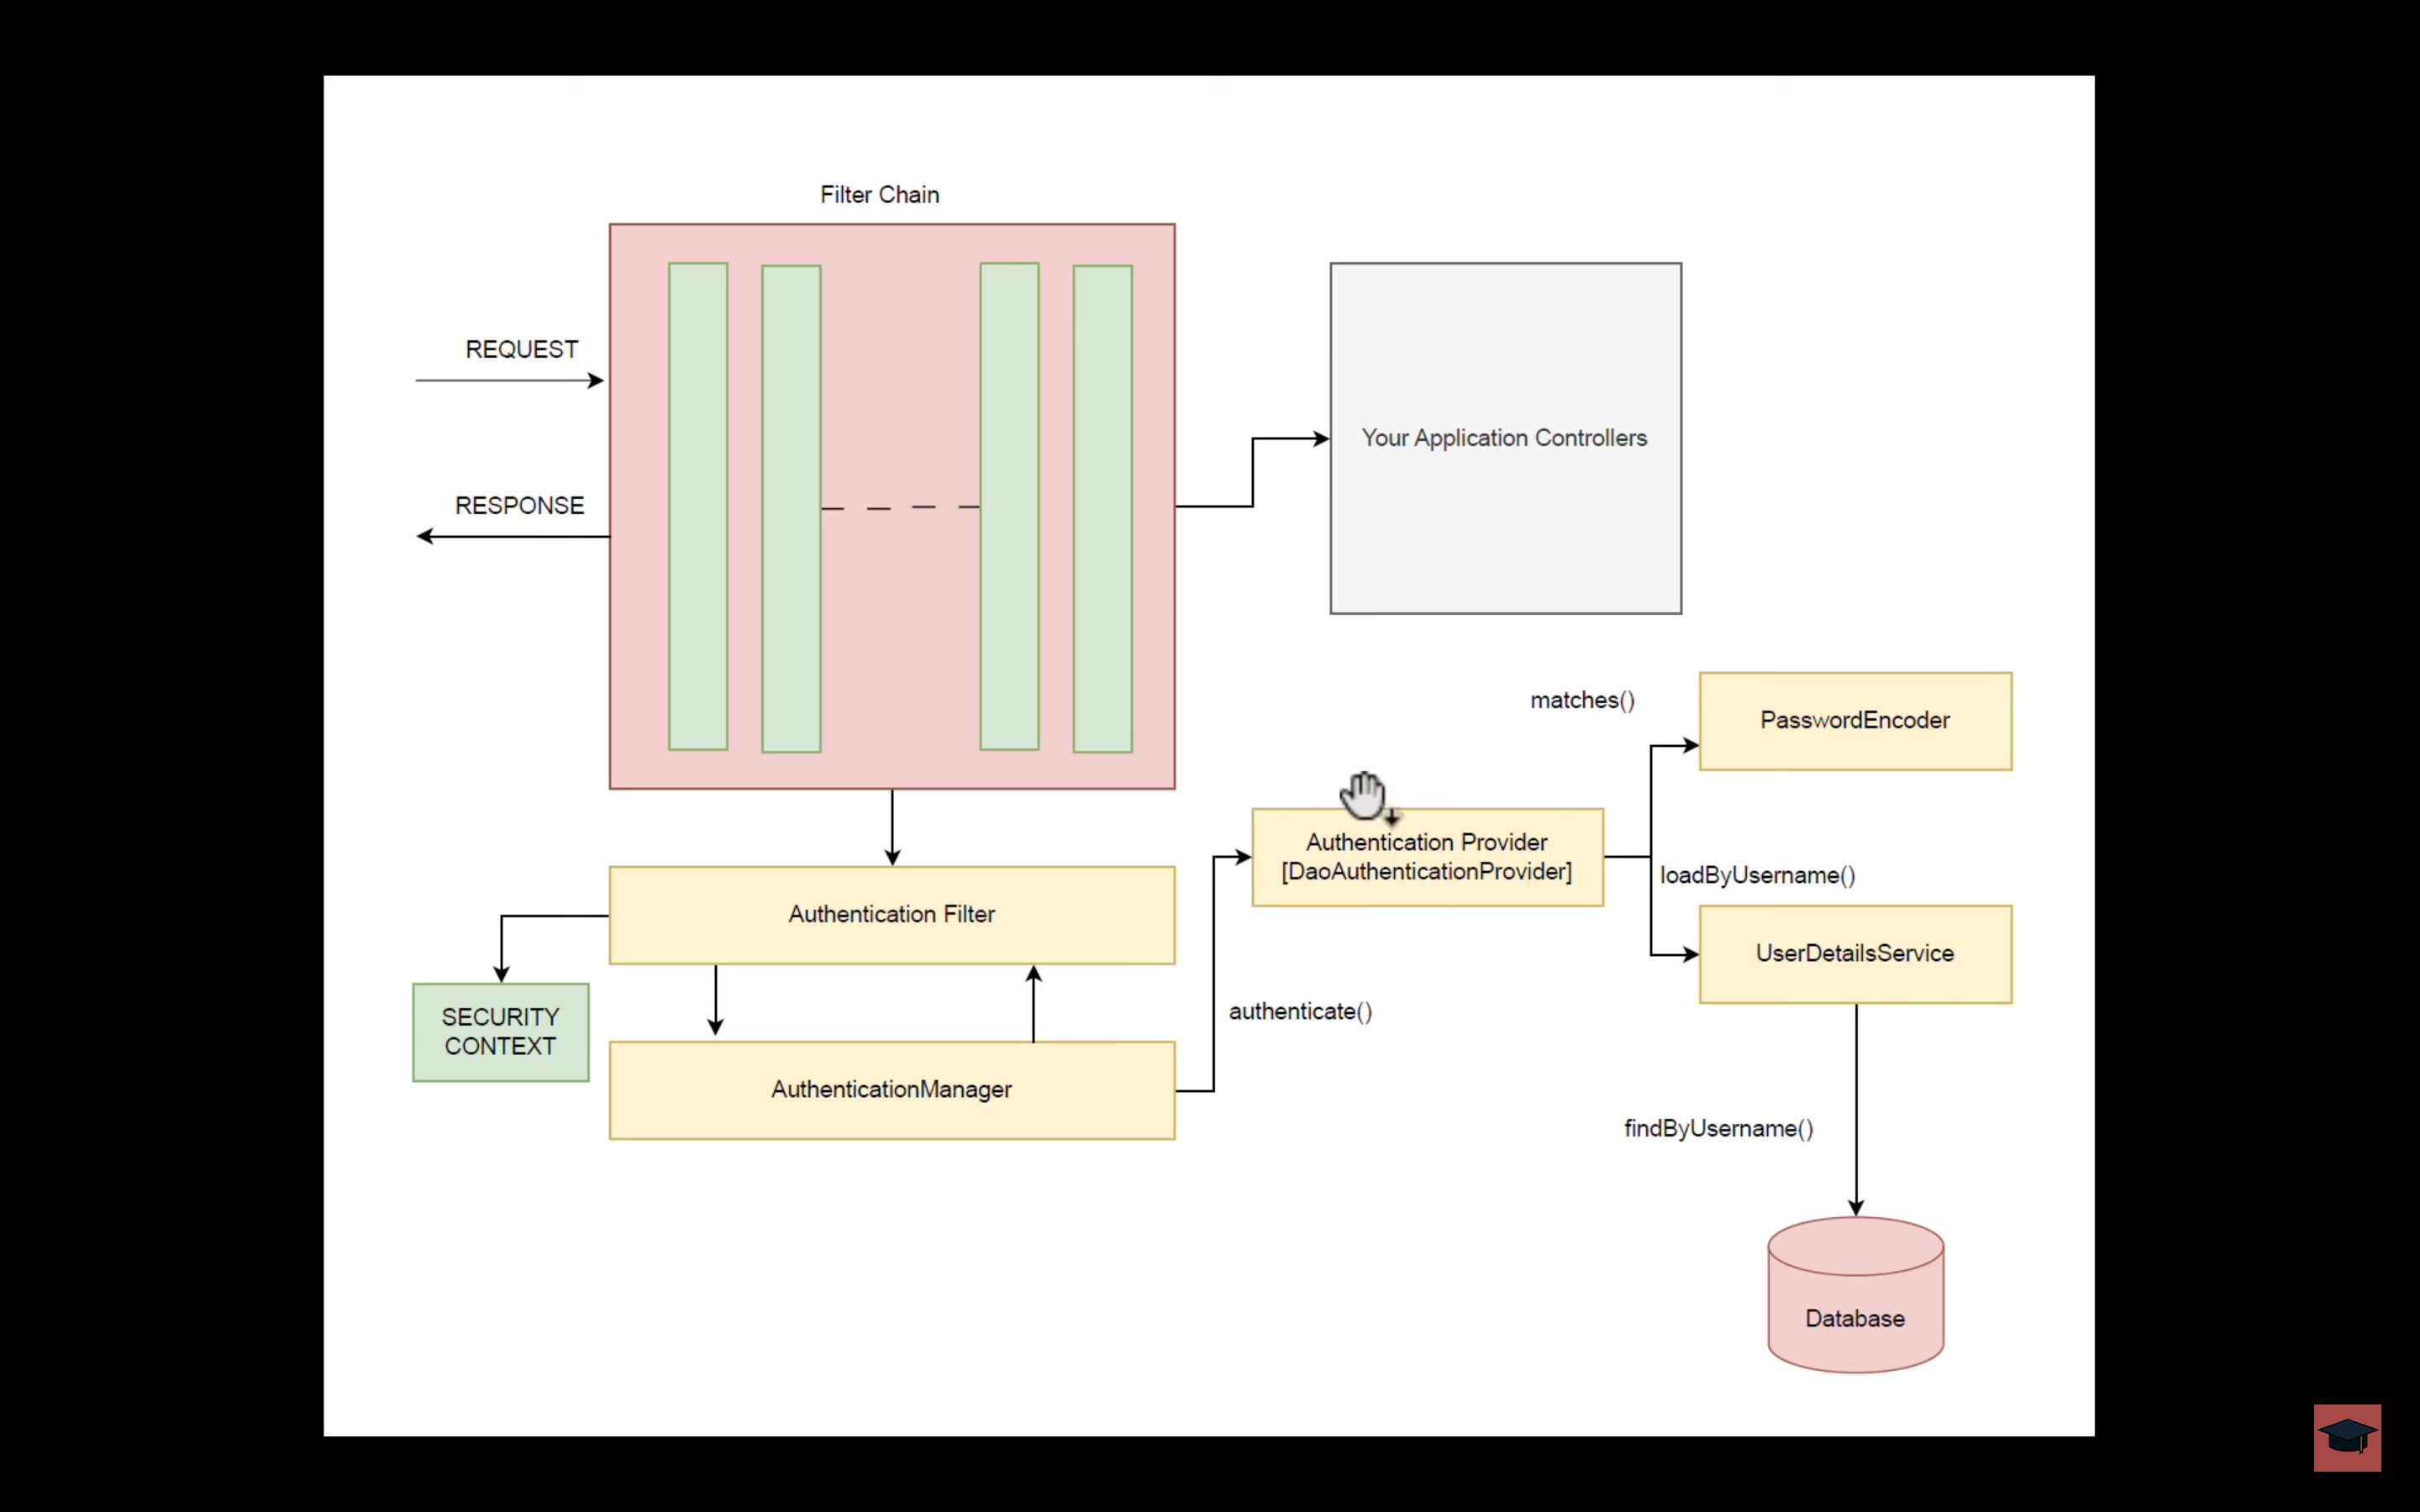 Filter Chain
REQUEST
RESPONSE
Your Application Controllers
matches()
PasswordEncoder
Authentication Provider
[DaoAuthenticationProvider]
loadByUsername()
UserDetailsService
Authentication Filter
SECURITY
CONTEXT
authenticate()
AuthenticationManager
findByUsername()
Database